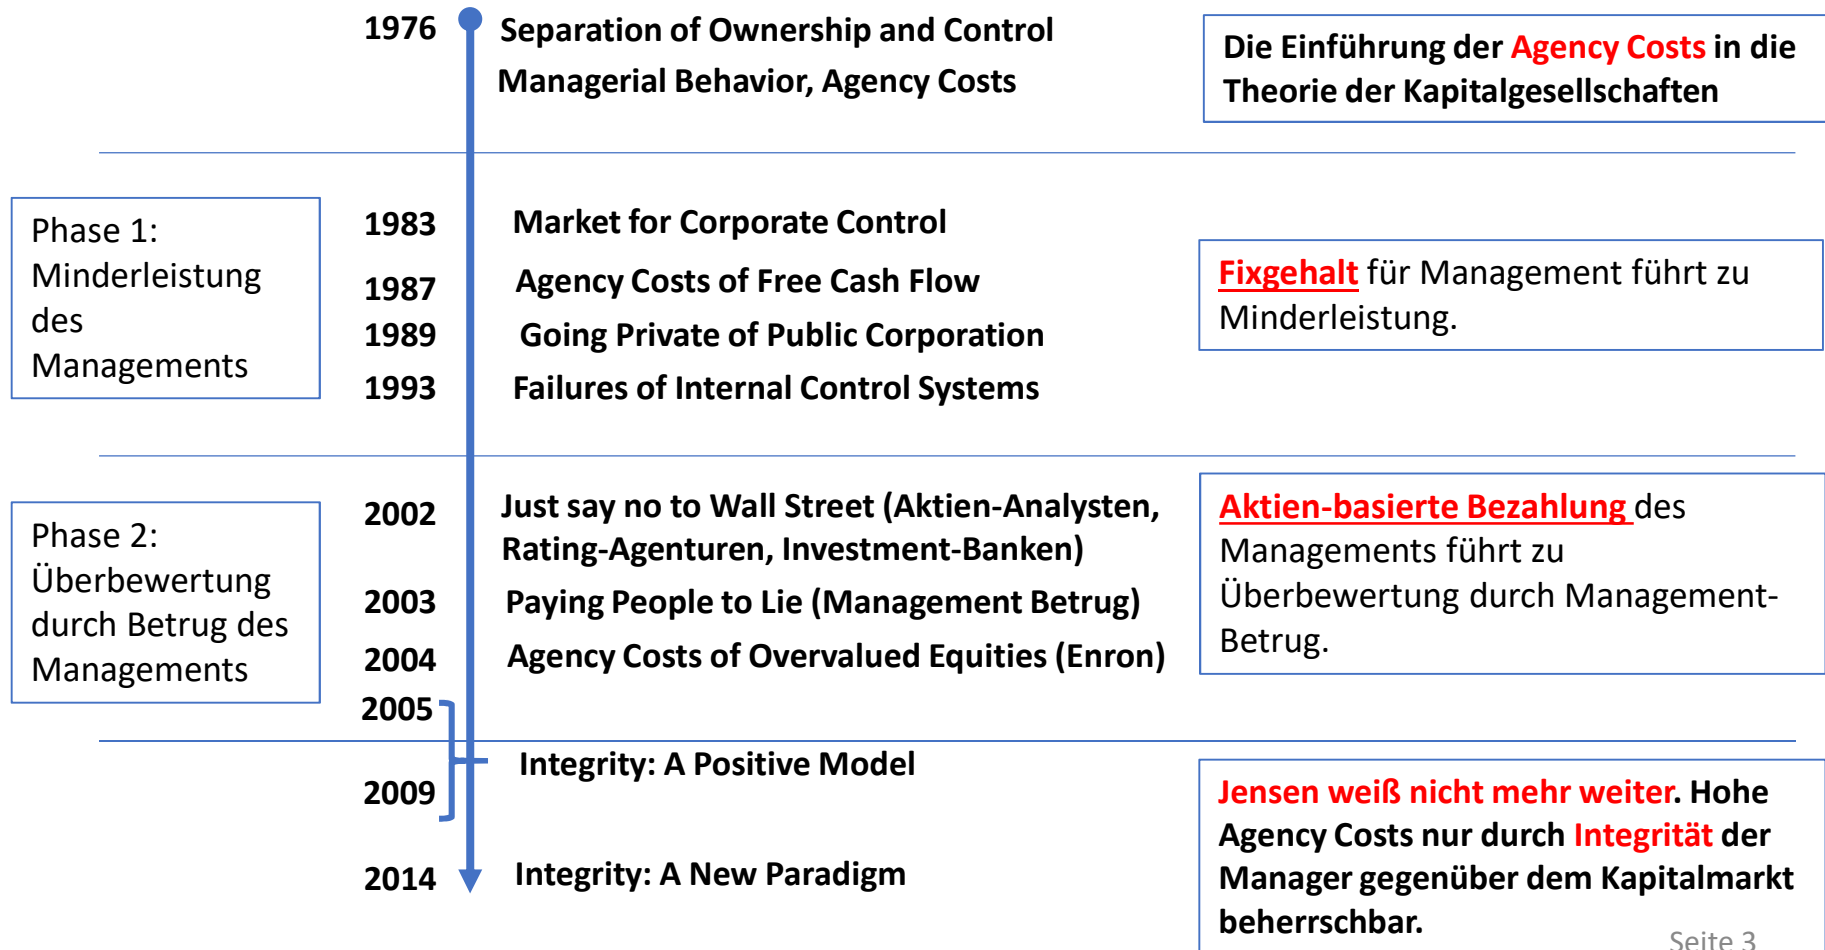 1976
Separation of Ownership and Control
Managerial Behavior, Agency Costs
Die Einführung der Agency Costs in die
Theorie der Kapitalgesellschaften
Phase 1:
Minderleistung
des
Managements
1983
Market for Corporate Control
1987
Agency Costs of Free Cash Flow
1989
Going Private of Public Corporation
1993
Failures of Internal Control Systems
Fixgehalt für Management führt zu
Minderleistung.
Phase 2:
Überbewertung
durch Betrug des
Managements
2002
Just say no to Wall Street (Aktien-Analysten,
Rating-Agenturen, Investment-Banken)
2003
Paying People to Lie (Management Betrug)
2004
Agency Costs of Overvalued Equities (Enron)
Aktien-basierte Bezahlung des
Managements führt zu
Überbewertung durch Management-
Betrug.
2005
2009
Integrity: A Positive Model
2014
Integrity: A New Paradigm
Jensen weiß nicht mehr weiter. Hohe
Agency Costs nur durch Integrität der
Manager gegenüber dem Kapitalmarkt
beherrschbar.
Seite 3